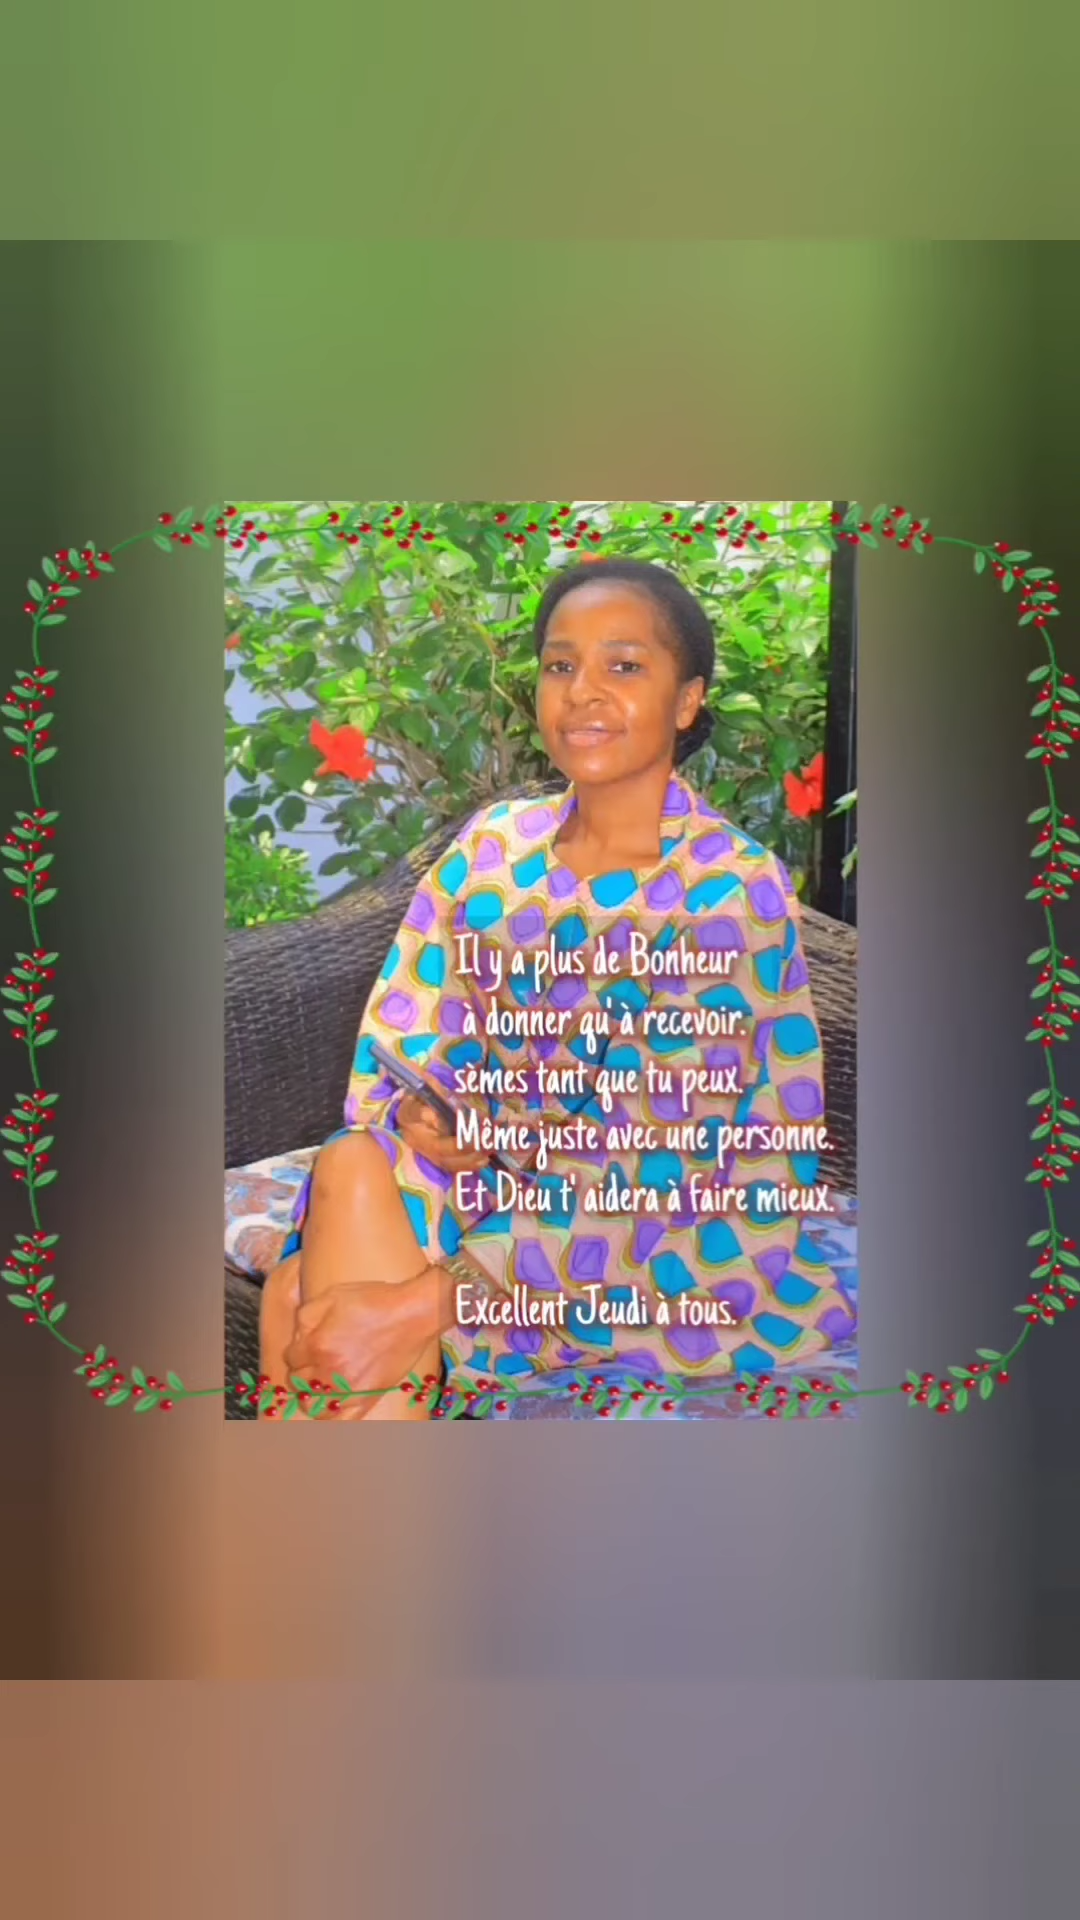 Il y a plus de Bonheur
à donner qu'à recevoir.
sèmes tant que tu peux.
Même juste avec une personne.
Et Dieu t' aidera à faire mieux.
Excellent Jeudi à tous.